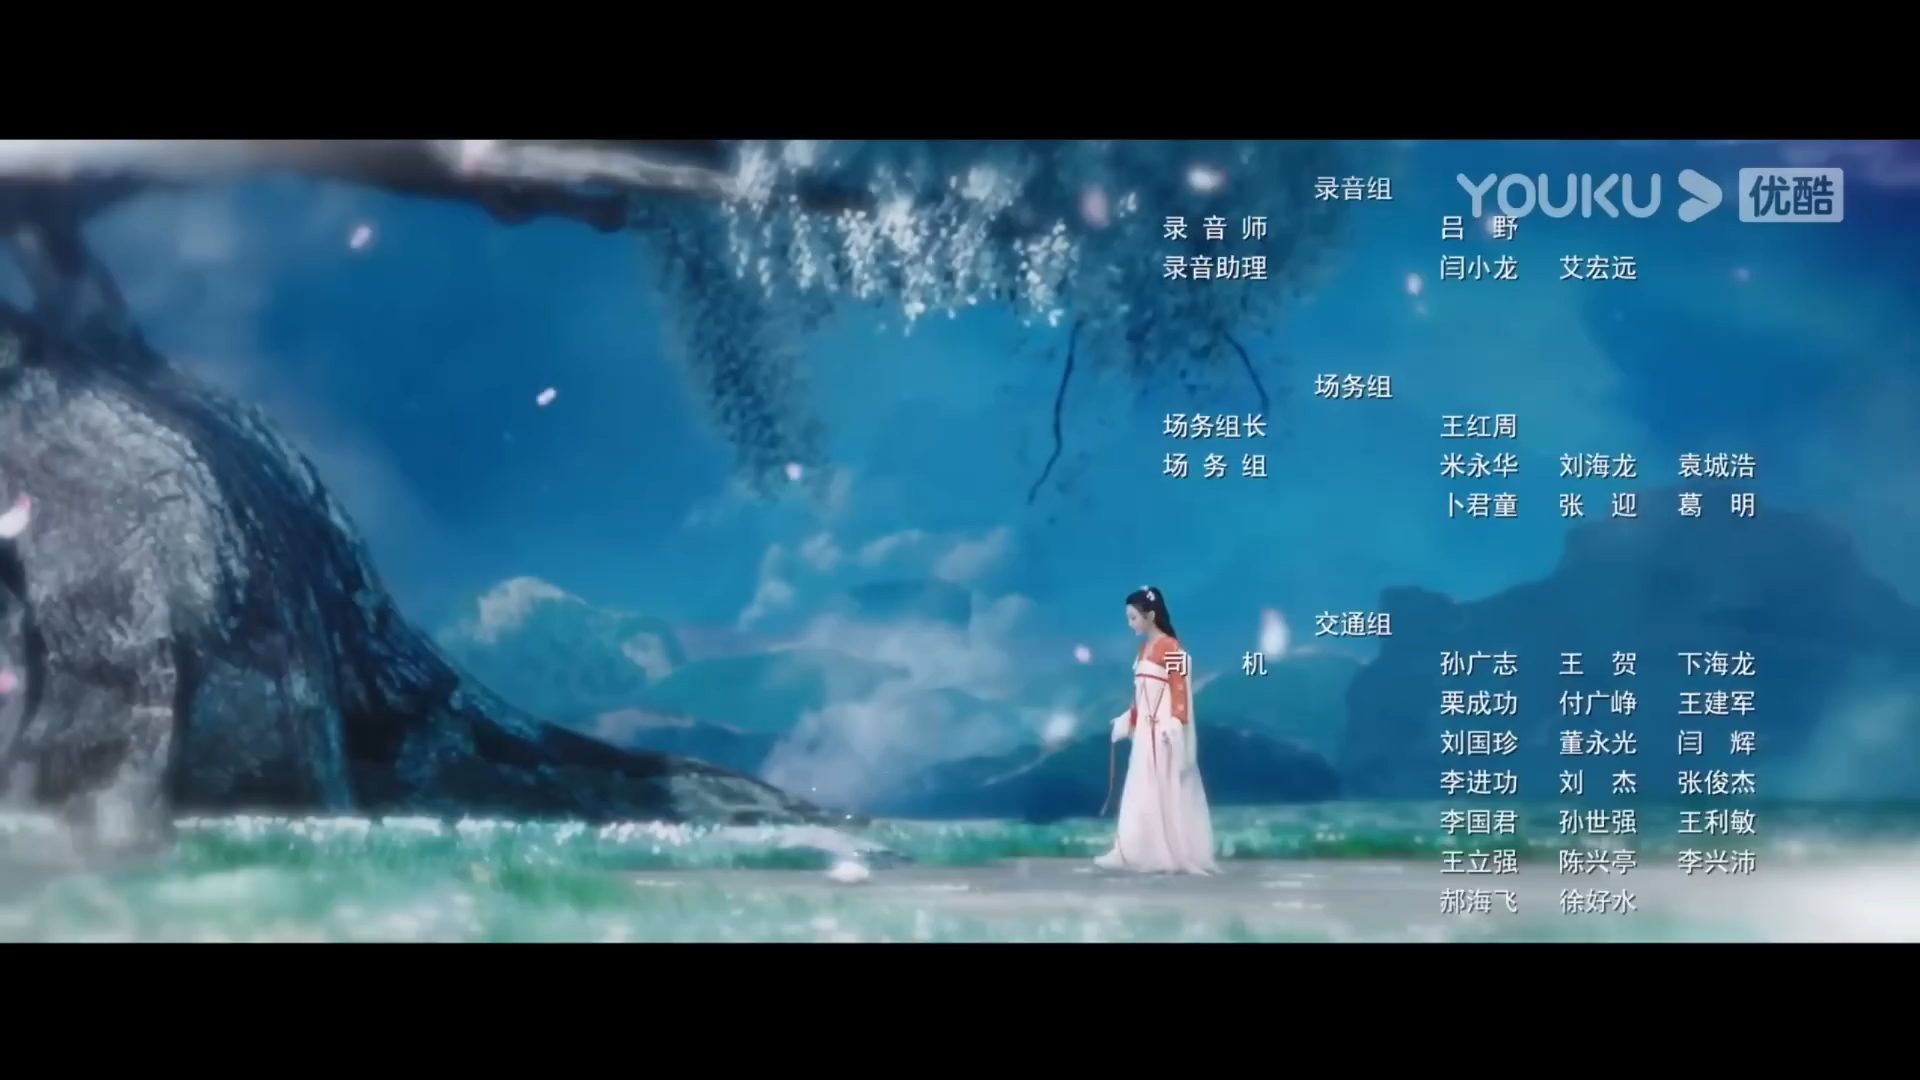 录音组
YOUKU 优酷
录音师 吕野
录音助理 闫小龙 艾宏远
场务组
场务组长 王红周
场务组 米永华 刘海龙 袁城浩
卜君童 张迎 葛明
交通组
司机 孙广志 王贺 下海龙
栗成功 付广峥 王建军
刘国珍 董永光 闫辉
李进功 刘杰 张俊杰
李国君 孙世强 王利敏
王立强 陈兴亭 李兴沛
郝海飞 徐好水